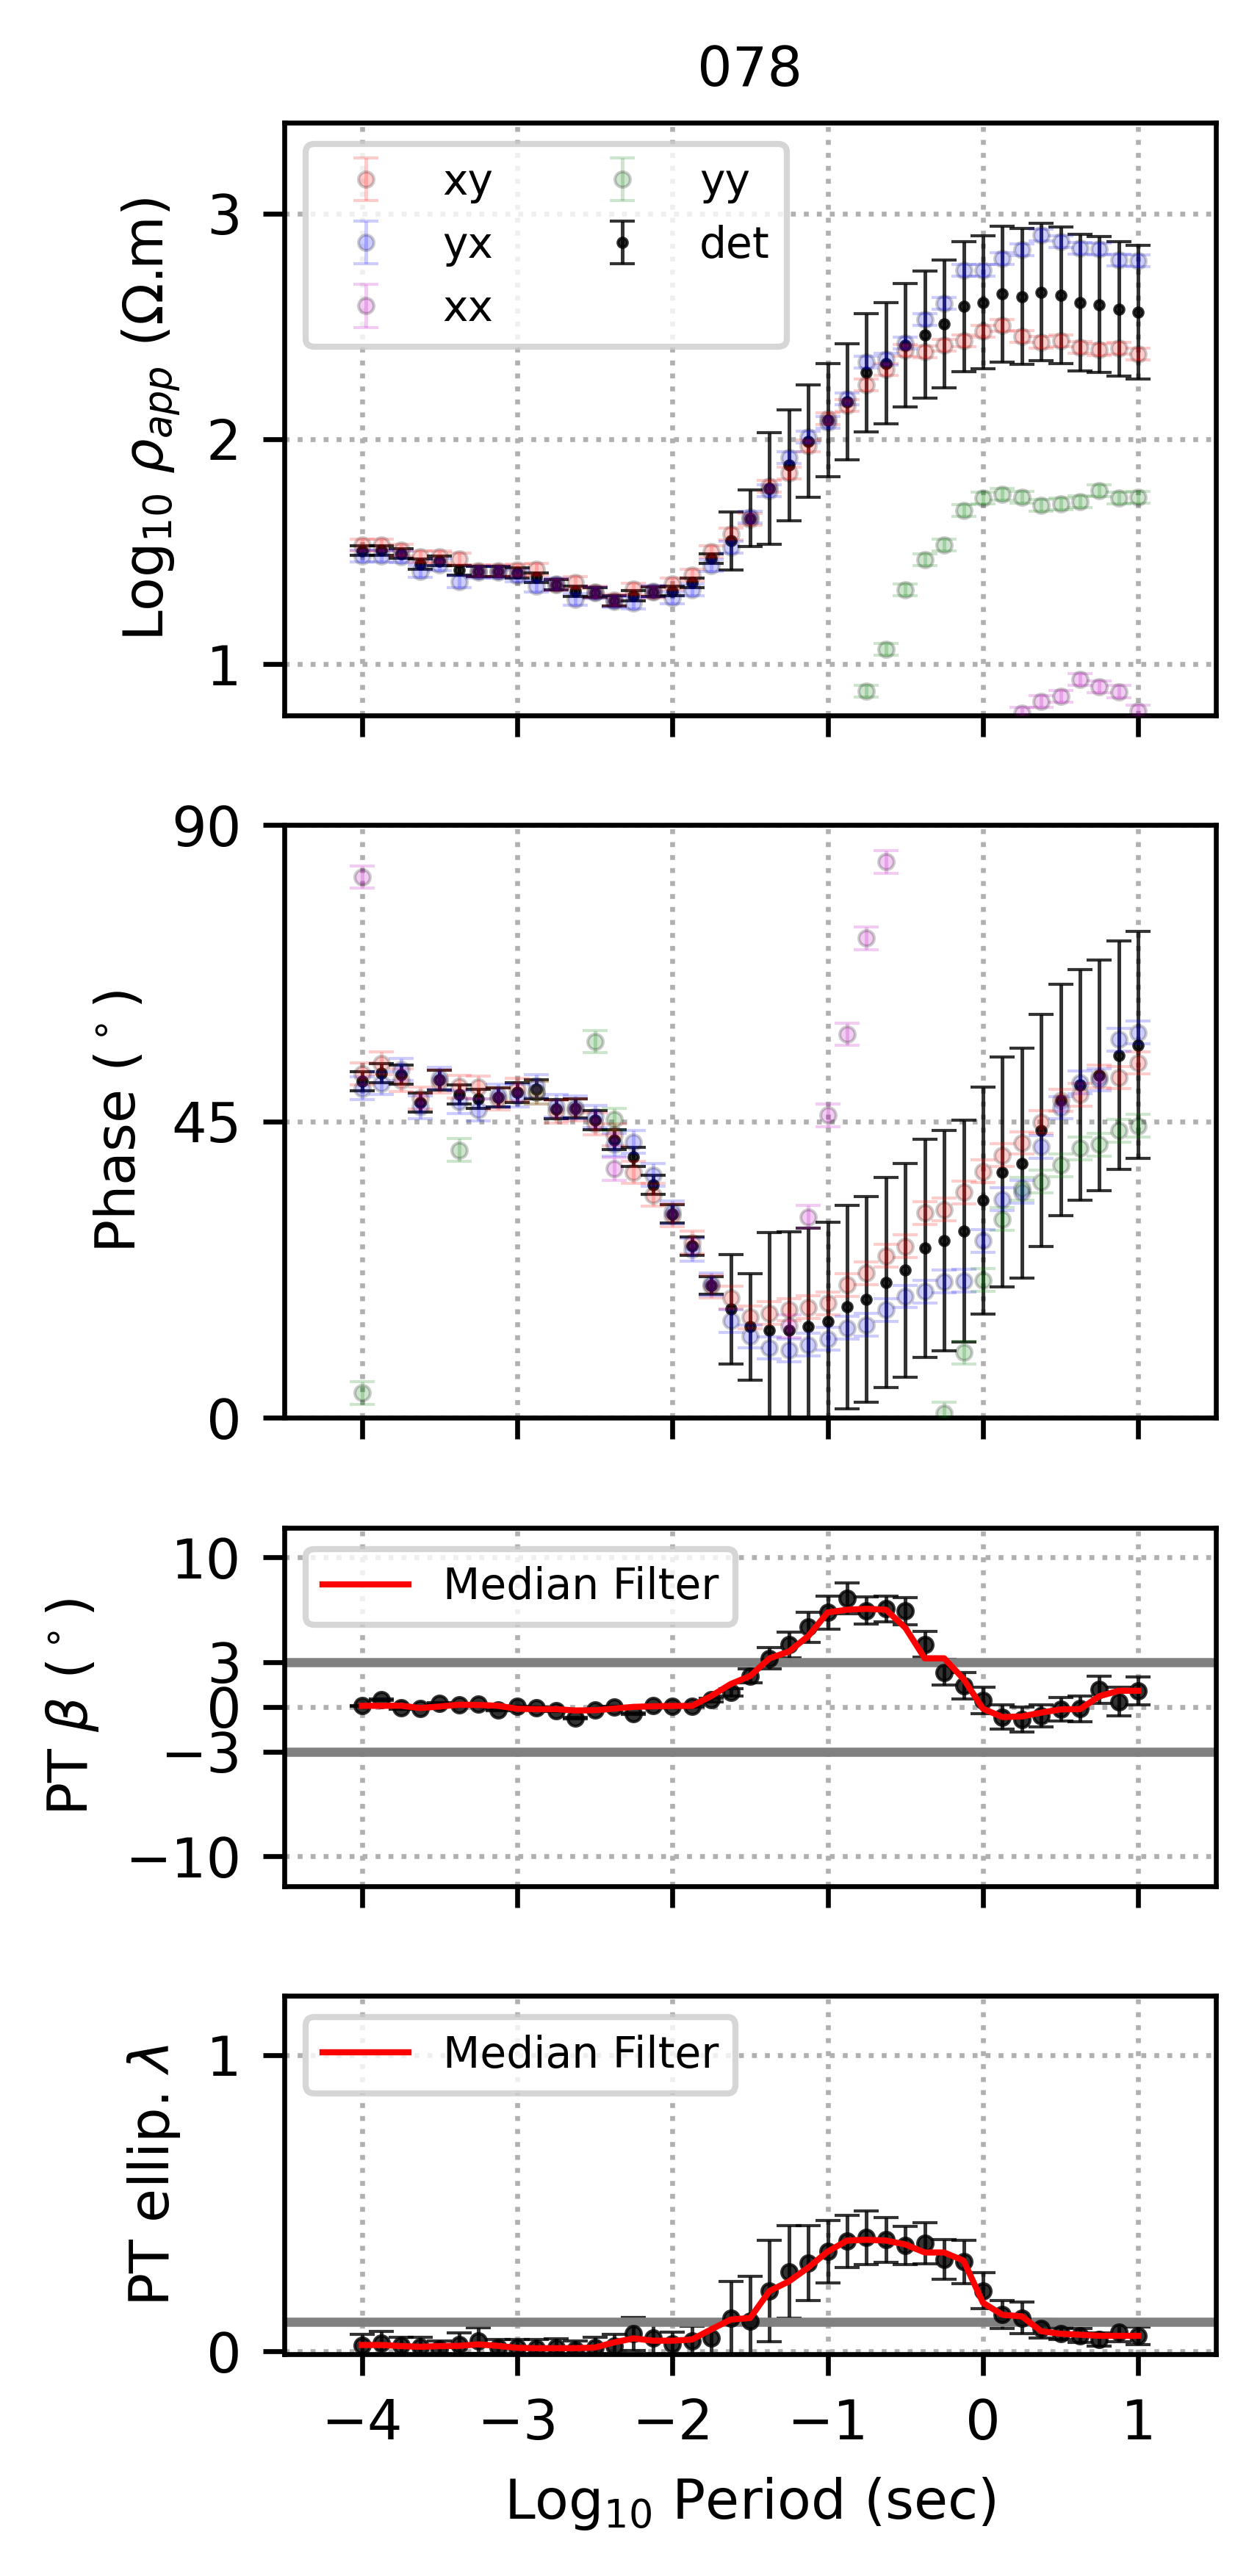 078
Log₁₀ ρₐₚₚ (Ω.m)
3
2
1
xy
yx
xx
yy
det
Phase (°)
90
45
0
PT β (°)
10
3
0
−3
−10
Median Filter
PT ellip. λ
1
0
Median Filter
−4 −3 −2 −1 0 1
Log₁₀ Period (sec)